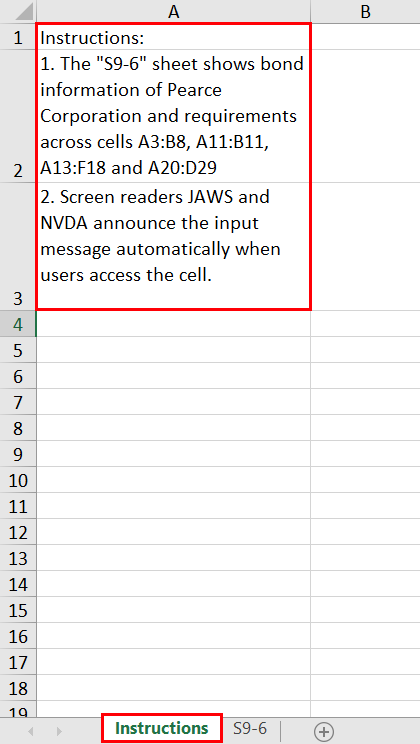 A B
1 Instructions:
1. The "S9-6" sheet shows bond
information of Pearce
Corporation and requirements
across cells A3:B8, A11:B11,
2 A13:F18 and A20:D29
2. Screen readers JAWS and
NVDA announce the input
message automatically when
users access the cell.
3
4
5
6
7
8
9
10
11
12
13
14
15
16
17
18
19
Instructions S9-6